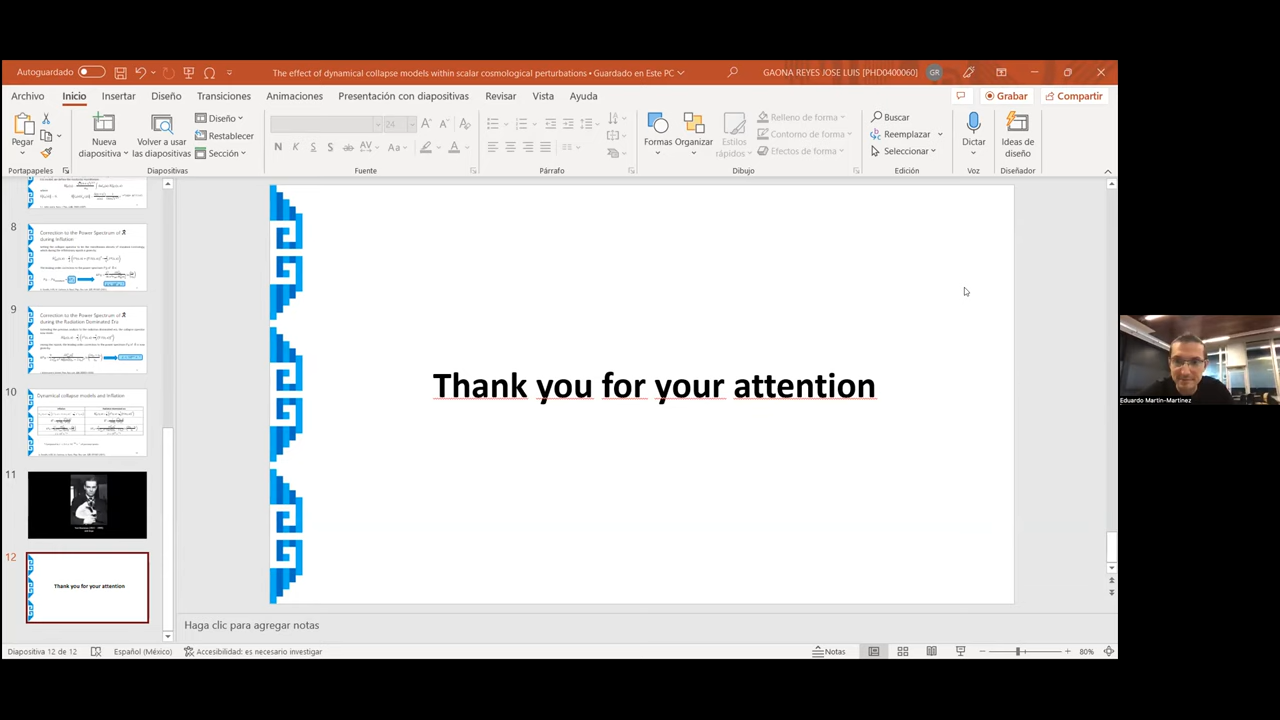 Autoguardado
The effect of dynamical collapse models within scalar cosmological perturbations • Guardado en Este PC
GAONA REYES JOSE LUIS [PHD0400060]
GR
Archivo Inicio Insertar Diseño Transiciones Animaciones Presentación con diapositivas Revisar Vista Ayuda
Grabar
Compartir
Pegar
Portapapeles
Nueva diapositiva
Volver a usar las diapositivas
Diseño
Restablecer
Sección
Diapositivas
24
N K S S ab AV Aa A
Fuente
Párrafo
Formas
Organizar
Estilos rápidos
Relleno de forma
Contorno de forma
Efectos de forma
Dibujo
Buscar
Reemplazar
Seleccionar
Edición
Dictar
Voz
Ideas de diseño
Diseñador
8
Correction to the Power Spectrum of ℛ
during Inflation
9
Correction to the Power Spectrum of ℛ
during the Radiation Dominated Era
10
Dynamical collapse models and Inflation
11
12
Thank you for your attention
Thank you for your attention
Eduardo Martin-Martinez
Haga clic para agregar notas
Diapositiva 12 de 12
Español (México)
Accesibilidad: es necesario investigar
Notas
80%